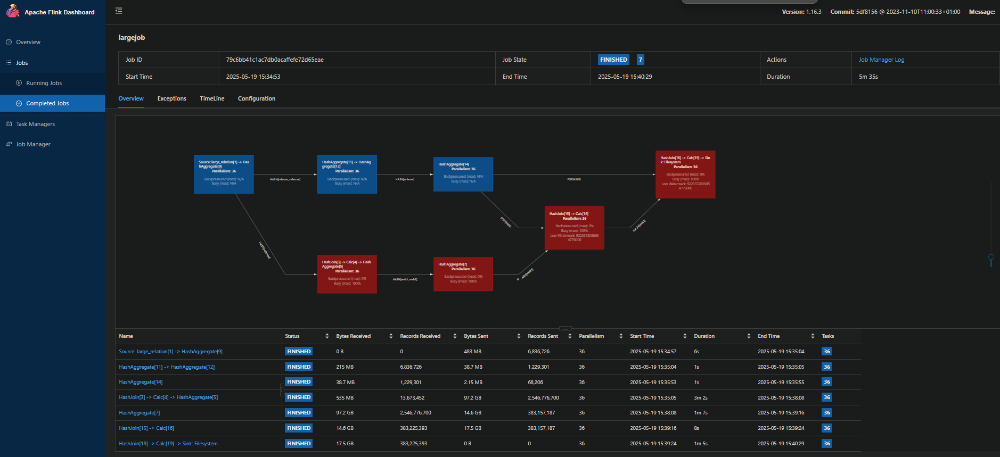 Apache Flink Dashboard
Version: 1.16.3 Commit: 5df8156 @ 2023-11-10T11:00:33+01:00 Message:
Overview
Jobs
Running Jobs
Completed Jobs
Task Managers
Job Manager
largejob
Job ID 79c6bb41c1ac7db0acaffefe72d65eae Job State FINISHED 7 Actions Job Manager Log
Start Time 2025-05-19 15:34:53 End Time 2025-05-19 15:40:29 Duration 5m 35s
Overview Exceptions TimeLine Configuration
Source: large_relation[1] -> Has
hAggregate[9]
Parallelism: 36
Backpressured (max): N/A
Busy (max): N/A
HASH[referrer, referree]
HashAggregate[11] -> HashAg
gregate[12]
Parallelism: 36
Backpressured (max): N/A
Busy (max): N/A
HASH[referrer]
HashAggregate[14]
Parallelism: 36
Backpressured (max): N/A
Busy (max): N/A
FORWARD
HashJoin[18] -> Calc[19] -> Sin
k: Filesystem
Parallelism: 36
Backpressured (max): 0%
Busy (max): 100%
Low Watermark: 922337203685
4776000
FORWARD
HashJoin[15] -> Calc[16]
Parallelism: 36
Backpressured (max): 0%
Busy (max): 100%
Low Watermark: 922337203685
4776000
HASH[web2]
HashJoin[3] -> Calc[4] -> Hash
Aggregate[5]
Parallelism: 36
Backpressured (max): 0%
Busy (max): 100%
HASH[web1, web2]
HashAggregate[7]
Parallelism: 36
Backpressured (max): 0%
Busy (max): 100%
HASH[web1]
Name Status Bytes Received Records Received Bytes Sent Records Sent Parallelism Start Time Duration End Time Tasks
Source: large_relation[1] -> HashAggregate[9] FINISHED 0 B 0 483 MB 6,836,726 36 2025-05-19 15:34:57 6s 2025-05-19 15:35:04 36
HashAggregate[11] -> HashAggregate[12] FINISHED 215 MB 6,836,726 38.7 MB 1,229,301 36 2025-05-19 15:35:04 1s 2025-05-19 15:35:05 36
HashAggregate[14] FINISHED 38.7 MB 1,229,301 2.15 MB 68,206 36 2025-05-19 15:35:53 1s 2025-05-19 15:35:55 36
HashJoin[3] -> Calc[4] -> HashAggregate[5] FINISHED 535 MB 13,673,452 97.2 GB 2,546,776,700 36 2025-05-19 15:35:05 3m 2s 2025-05-19 15:38:08 36
HashAggregate[7] FINISHED 97.2 GB 2,546,776,700 14.6 GB 383,157,187 36 2025-05-19 15:38:08 1m 7s 2025-05-19 15:39:16 36
HashJoin[15] -> Calc[16] FINISHED 14.6 GB 383,225,393 17.5 GB 383,157,187 36 2025-05-19 15:39:16 8s 2025-05-19 15:39:24 36
HashJoin[18] -> Calc[19] -> Sink: Filesystem FINISHED 17.5 GB 383,225,393 0 B 0 36 2025-05-19 15:39:24 1m 5s 2025-05-19 15:40:29 36